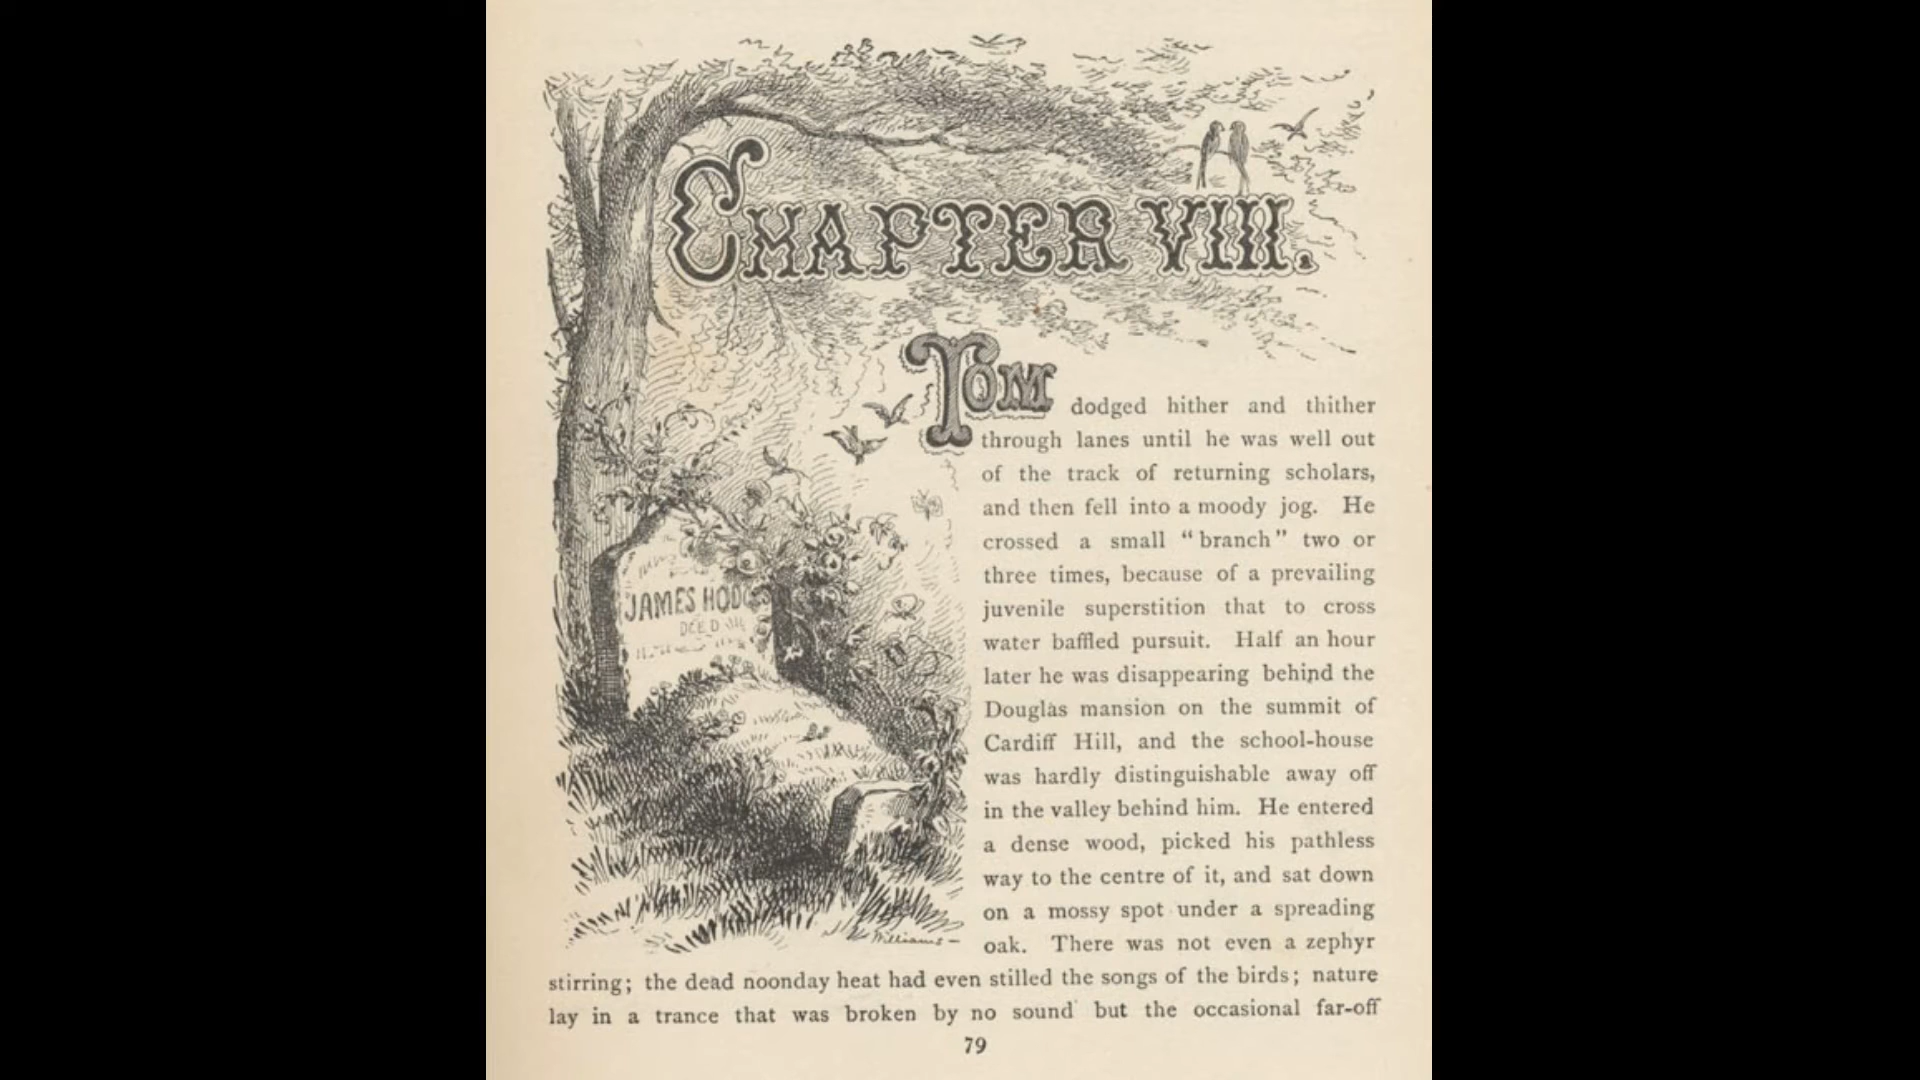 CHAPTER VIII.
TOM dodged hither and thither
through lanes until he was well out
of the track of returning scholars,
and then fell into a moody jog. He
crossed a small "branch" two or
three times, because of a prevailing
juvenile superstition that to cross
water baffled pursuit. Half an hour
later he was disappearing behind the
Douglas mansion on the summit of
Cardiff Hill, and the school-house
was hardly distinguishable away off
in the valley behind him. He entered
a dense wood, picked his pathless
way to the centre of it, and sat down
on a mossy spot under a spreading
oak. There was not even a zephyr
stirring; the dead noonday heat had even stilled the songs of the birds; nature
lay in a trance that was broken by no sound but the occasional far-off
JAMES
Williams
79